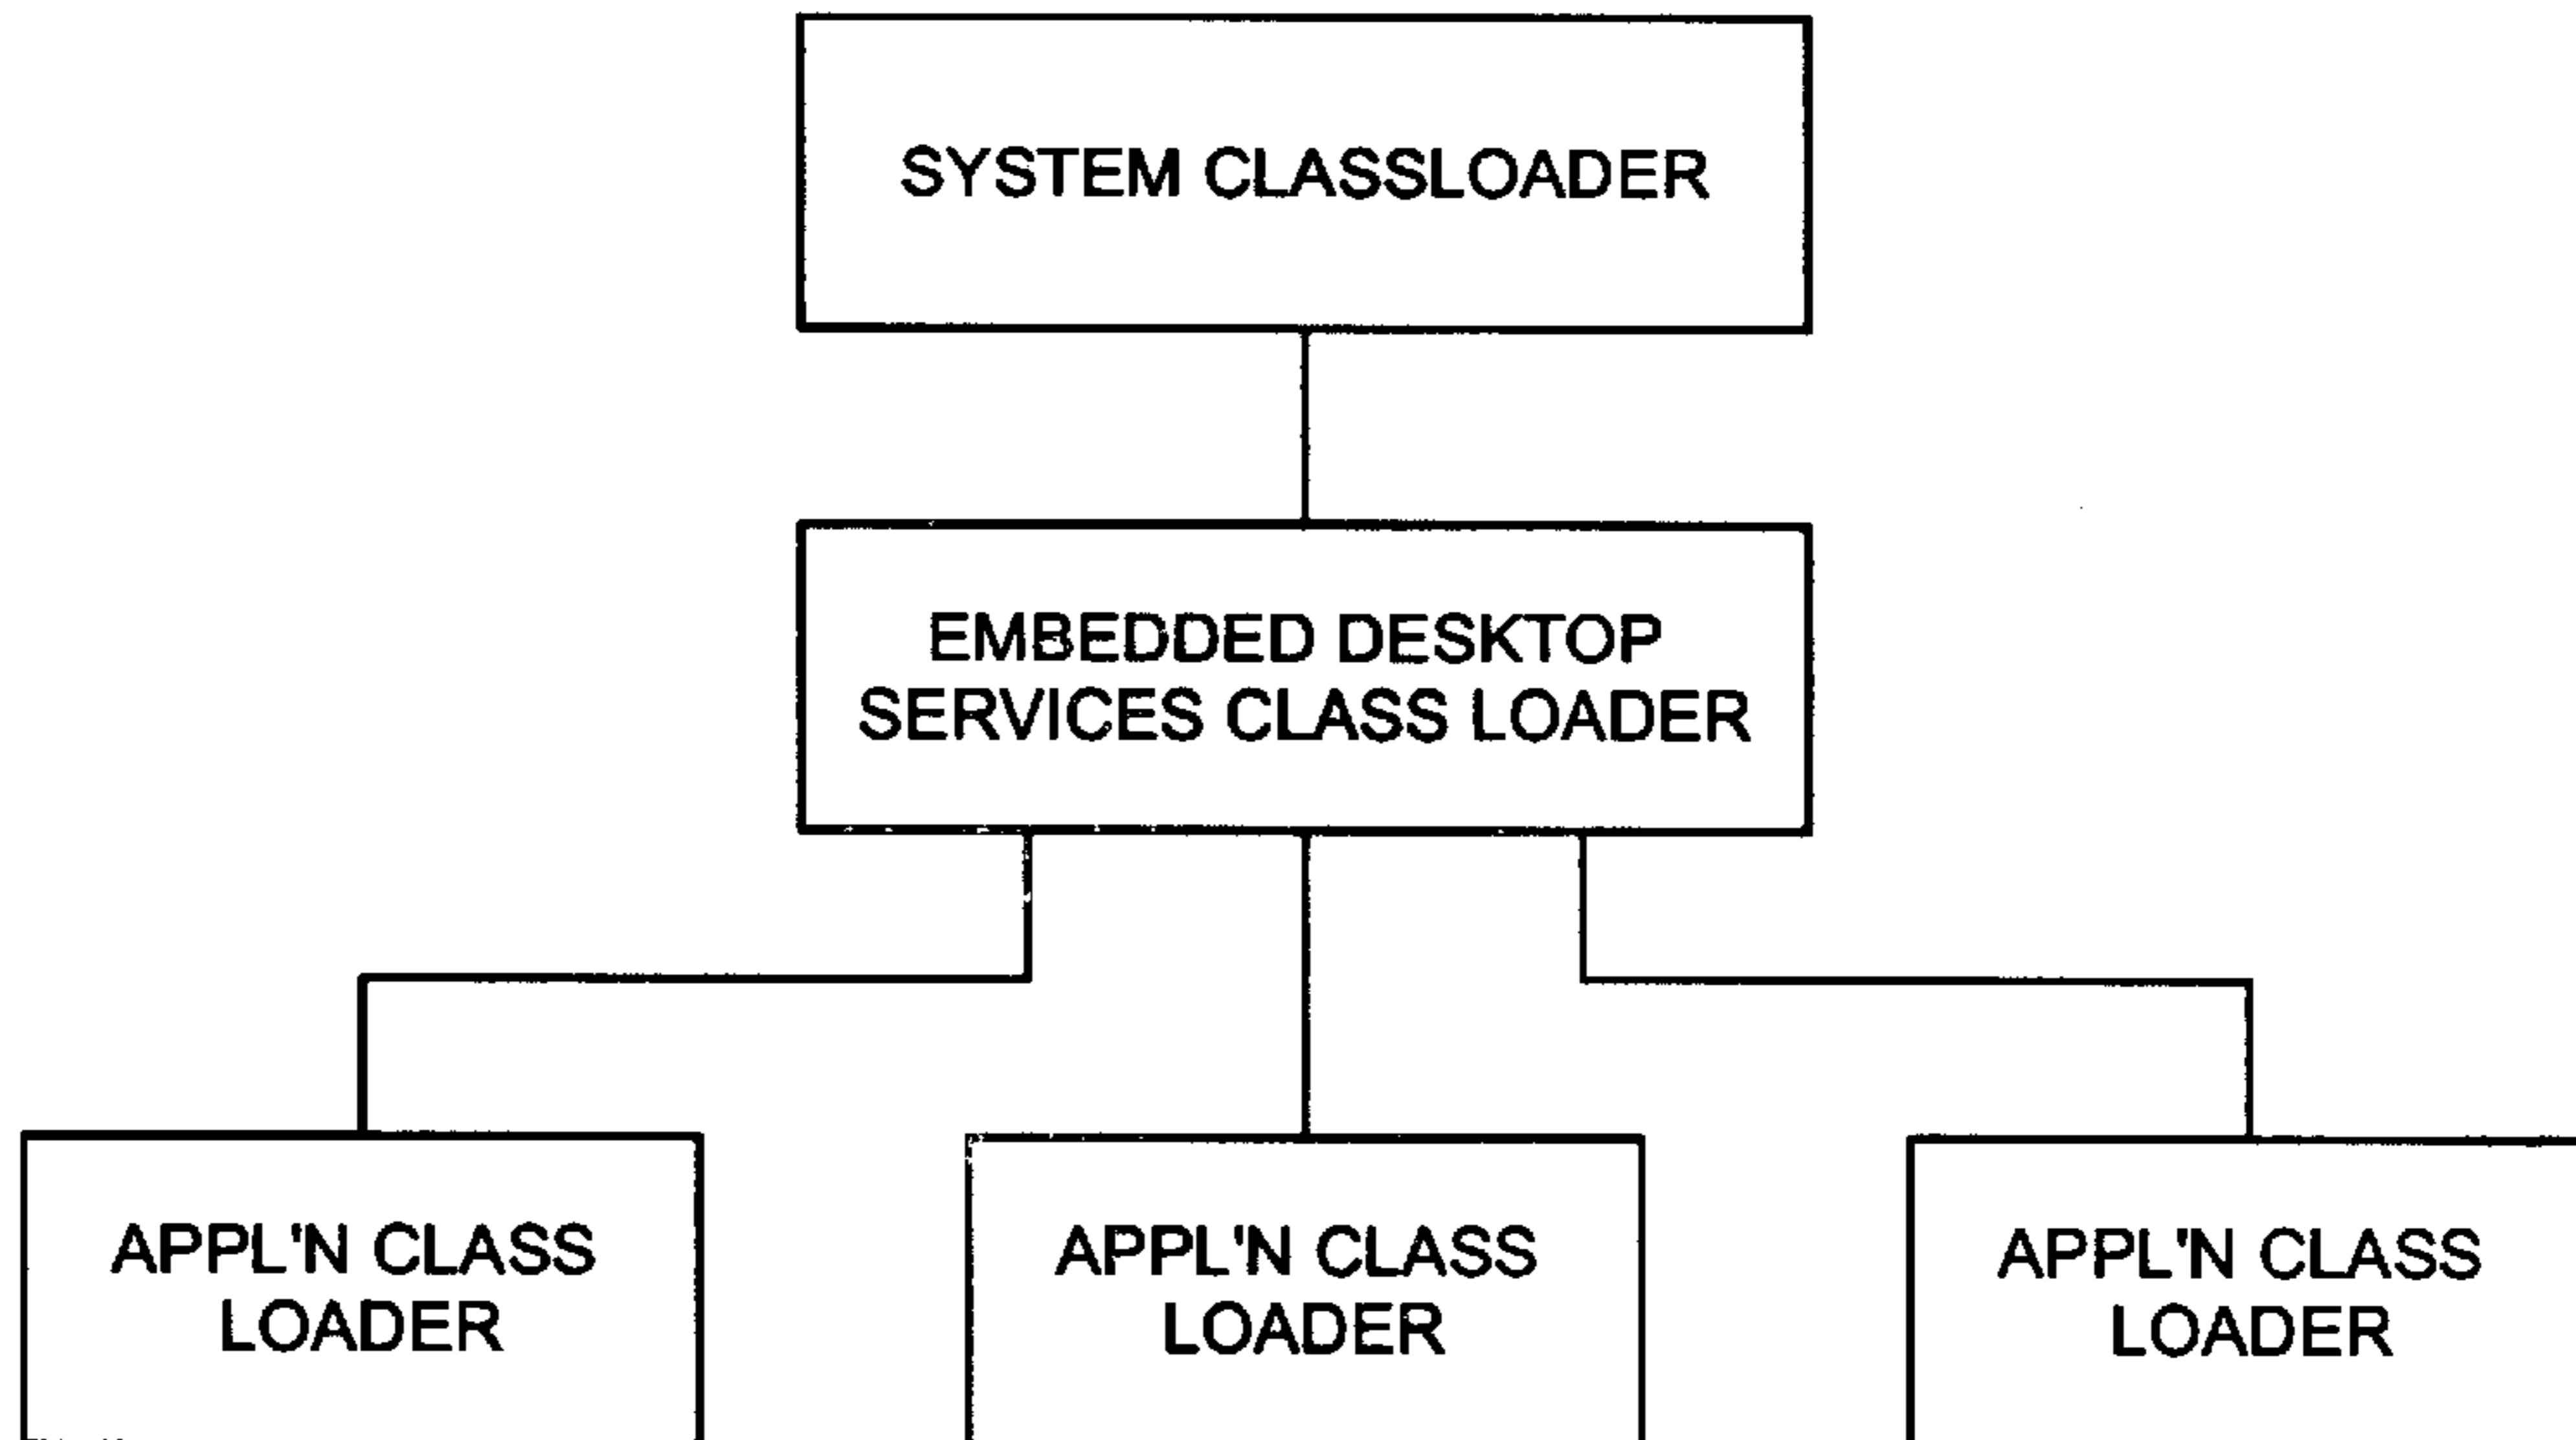 SYSTEM CLASSLOADER
EMBEDDED DESKTOP
SERVICES CLASS LOADER
APPL'N CLASS
LOADER
APPL'N CLASS
LOADER
APPL'N CLASS
LOADER